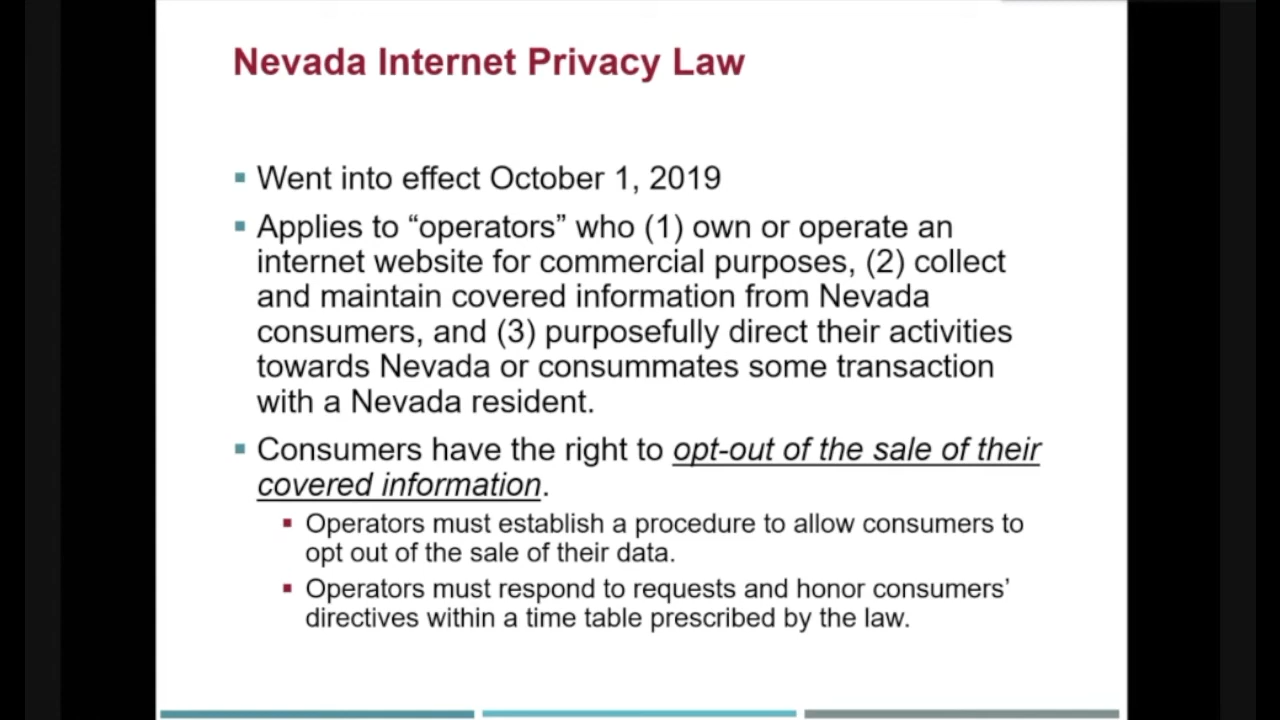 Nevada Internet Privacy Law
▪ Went into effect October 1, 2019
▪ Applies to “operators” who (1) own or operate an
internet website for commercial purposes, (2) collect
and maintain covered information from Nevada
consumers, and (3) purposefully direct their activities
towards Nevada or consummates some transaction
with a Nevada resident.
▪ Consumers have the right to opt-out of the sale of their
covered information.
▪ Operators must establish a procedure to allow consumers to
opt out of the sale of their data.
▪ Operators must respond to requests and honor consumers’
directives within a time table prescribed by the law.